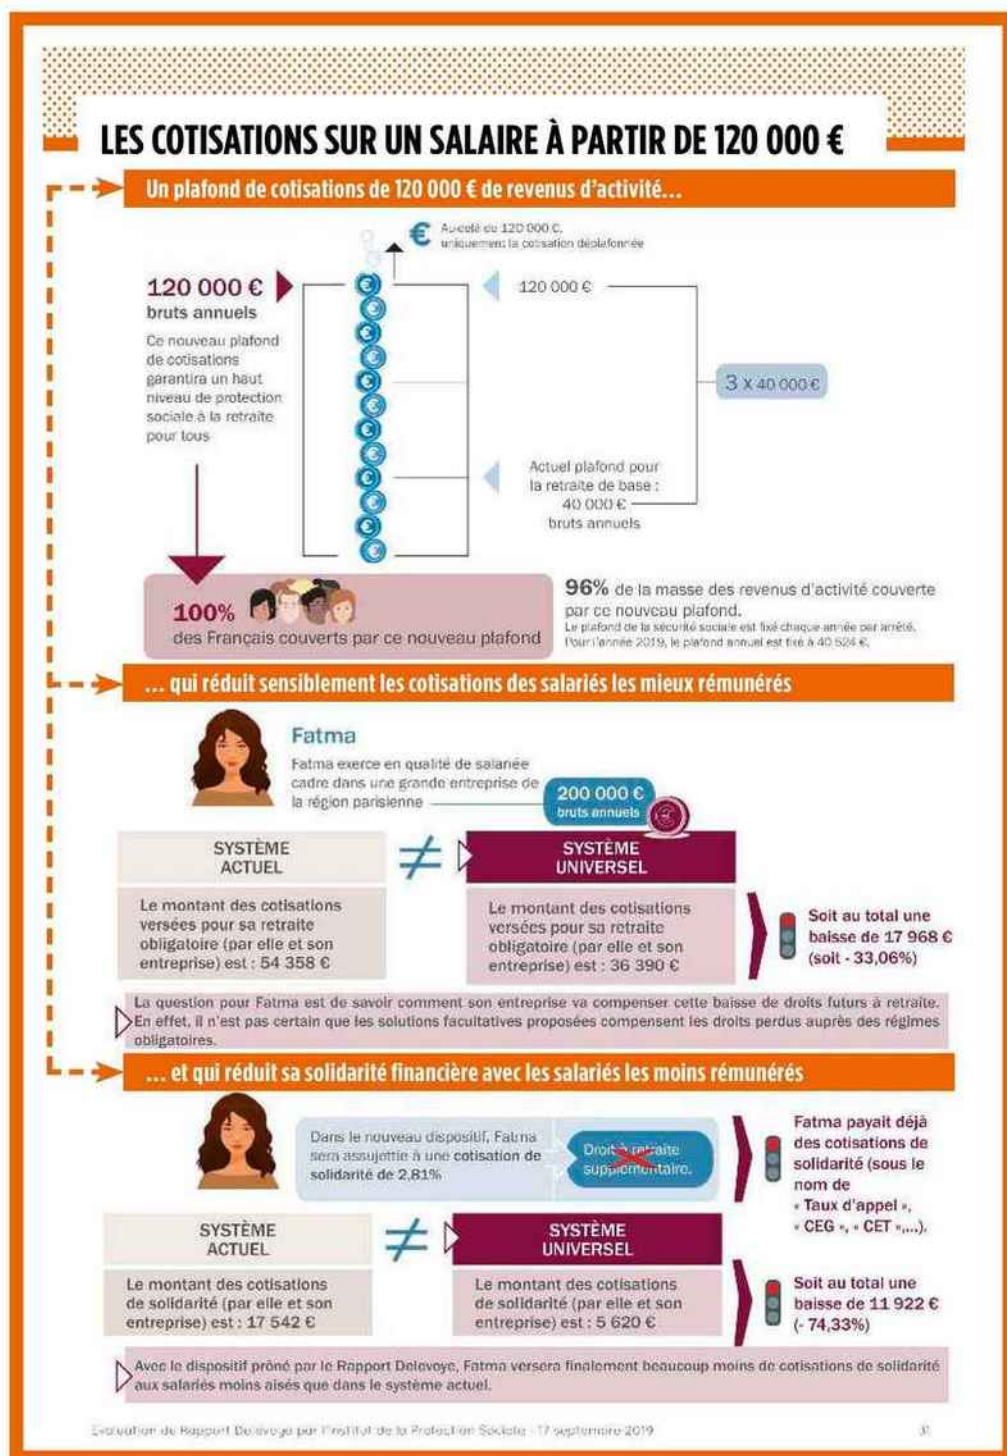 LES COTISATIONS SUR UN SALAIRE À PARTIR DE 120 000 €
Un plafond de cotisations de 120 000 € de revenus d'activité...
€ Au-delà de 120 000 €,
uniquement la cotisation déplafonnée
120 000 €
bruts annuels
Ce nouveau plafond
de cotisations
garantira un haut
niveau de protection
sociale à la retraite
pour tous
120 000 €
3 X 40 000 €
Actuel plafond pour
la retraite de base :
40 000 €
bruts annuels
100%
des Français couverts par ce nouveau plafond
96% de la masse des revenus d'activité couverte
par ce nouveau plafond.
Le plafond de la sécurité sociale est fixé chaque année par arrêté.
Pour l'année 2019, le plafond annuel est fixé à 40 524 €.
... qui réduit sensiblement les cotisations des salariés les mieux rémunérés
Fatma
Fatma exerce en qualité de salariée
cadre dans une grande entreprise de
la région parisienne
200 000 €
bruts annuels
SYSTÈME
ACTUEL
≠
SYSTÈME
UNIVERSEL
Le montant des cotisations
versées pour sa retraite
obligatoire (par elle et son
entreprise) est : 54 358 €
Le montant des cotisations
versées pour sa retraite
obligatoire (par elle et son
entreprise) est : 36 390 €
Soit au total une
baisse de 17 968 €
(soit - 33,06%)
La question pour Fatma est de savoir comment son entreprise va compenser cette baisse de droits futurs à retraite.
En effet, il n'est pas certain que les solutions facultatives proposées compensent les droits perdus auprès des régimes
obligatoires.
... et qui réduit sa solidarité financière avec les salariés les moins rémunérés
Dans le nouveau dispositif, Fatma
sera assujettie à une cotisation de
solidarité de 2,81%
Droit à retraite
supplémentaire.
Fatma payait déjà
des cotisations de
solidarité (sous le
nom de
« Taux d'appel »,
« CEG », « CET »,...).
SYSTÈME
ACTUEL
≠
SYSTÈME
UNIVERSEL
Le montant des cotisations
de solidarité (par elle et son
entreprise) est : 17 542 €
Le montant des cotisations
de solidarité (par elle et son
entreprise) est : 5 620 €
Soit au total une
baisse de 11 922 €
(- 74,33%)
Avec le dispositif prôné par le Rapport Delevoye, Fatma versera finalement beaucoup moins de cotisations de solidarité
aux salariés moins aisés que dans le système actuel.
Evaluation du Rapport Delevoye par l'Institut de la Protection Sociale - 17 septembre 2019
31